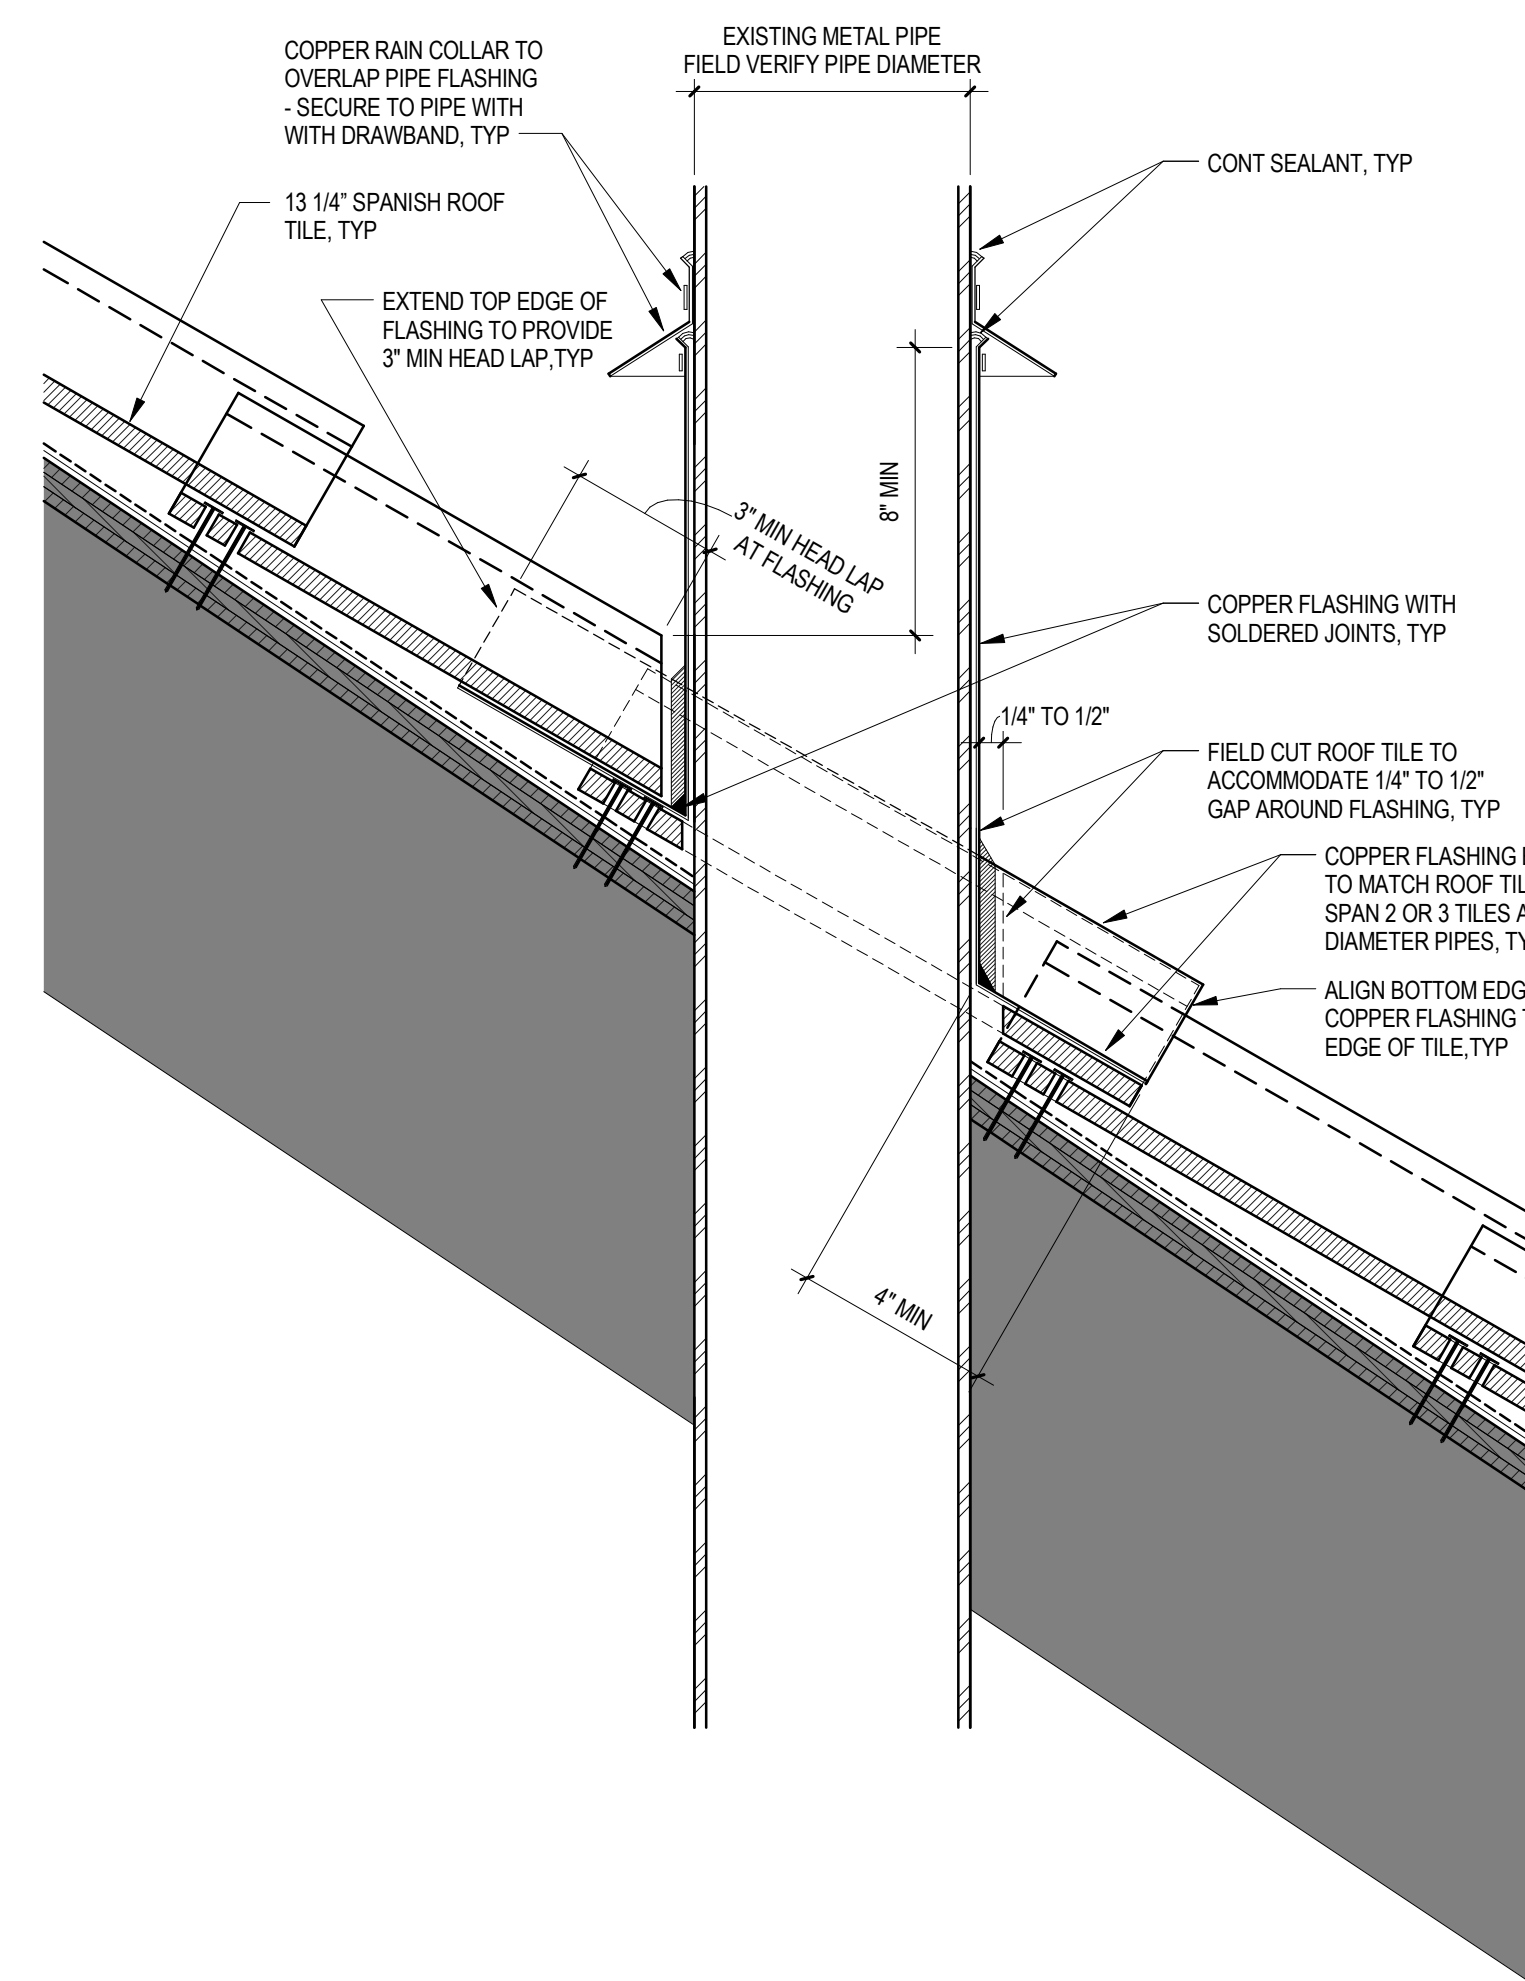 EXISTING METAL PIPE
FIELD VERIFY PIPE DIAMETER
COPPER RAIN COLLAR TO
OVERLAP PIPE FLASHING
- SECURE TO PIPE WITH
WITH DRAWBAND, TYP
CONT SEALANT, TYP
13 1/4” SPANISH ROOF
TILE, TYP
EXTEND TOP EDGE OF
FLASHING TO PROVIDE
3" MIN HEAD LAP,TYP
8" MIN
3" MIN HEAD LAP
AT FLASHING
COPPER FLASHING WITH
SOLDERED JOINTS, TYP
1/4" TO 1/2"
FIELD CUT ROOF TILE TO
ACCOMMODATE 1/4" TO 1/2"
GAP AROUND FLASHING, TYP
COPPER FLASHING
TO MATCH ROOF
SPAN 2 OR 3 TILES
DIAMETER PIPES,
ALIGN BOTTOM
COPPER FLASHING
EDGE OF TILE,TYP
4" MIN